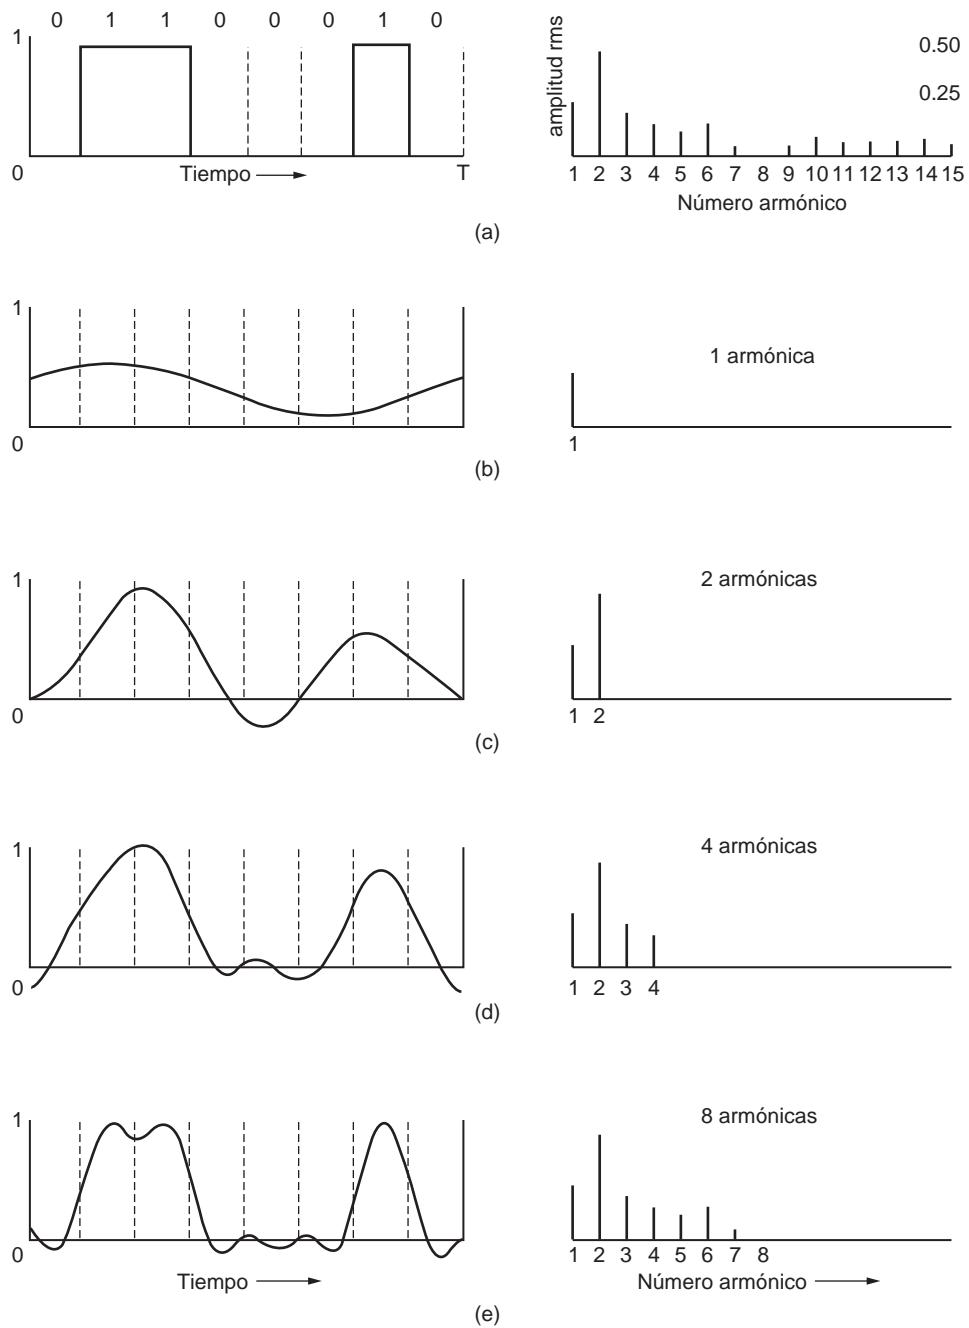 0 1 1 0 0 0 1 0
1
0
Tiempo
T
amplitud rms
0.50
0.25
1 2 3 4 5 6 7 8 9 10 11 12 13 14 15
Número armónico
(a)
1
0
1 armónica
1
(b)
1
0
2 armónicas
1 2
(c)
1
0
4 armónicas
1 2 3 4
(d)
1
0
Tiempo
8 armónicas
1 2 3 4 5 6 7 8
Número armónico
(e)